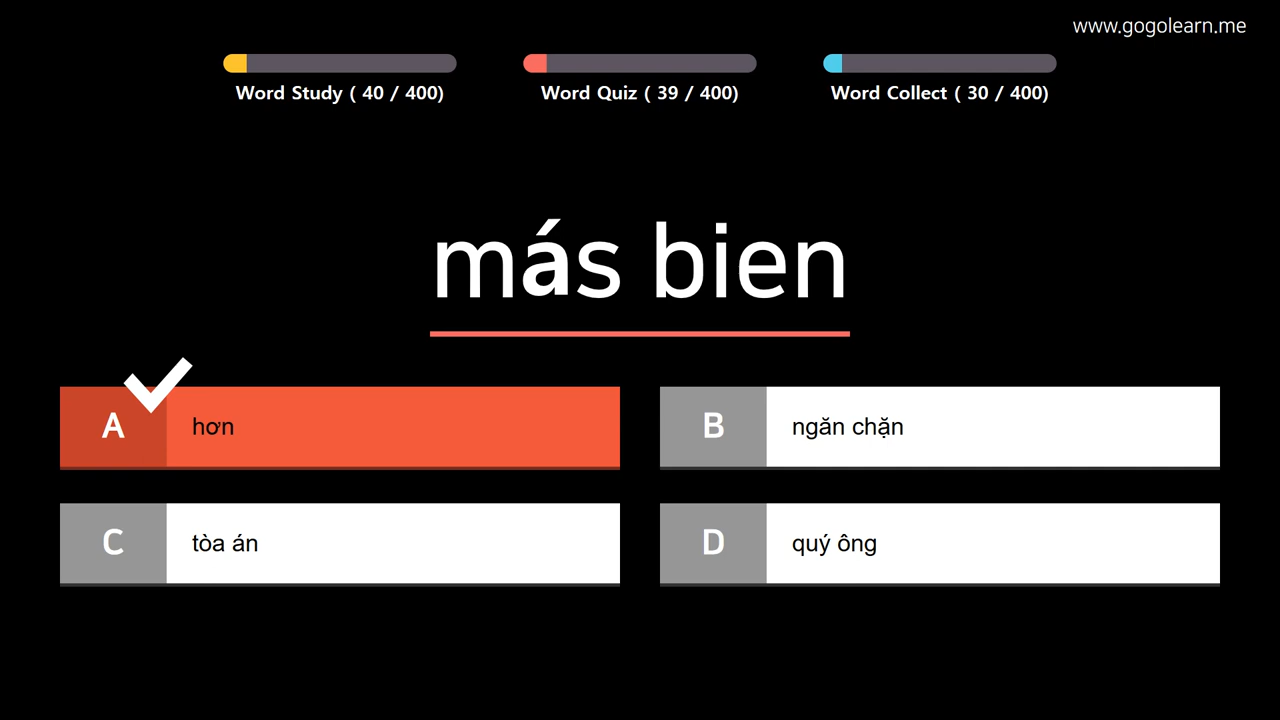 www.gogolearn.me
Word Study ( 40 / 400)
Word Quiz ( 39 / 400)
Word Collect ( 30 / 400)
más bien
A hơn
B ngăn chặn
C tòa án
D quý ông